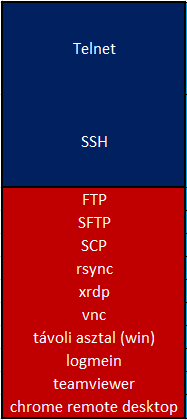 Telnet
SSH
FTP
SFTP
SCP
rsync
xrdp
vnc
távoli asztal (win)
logmein
teamviewer
chrome remote desktop